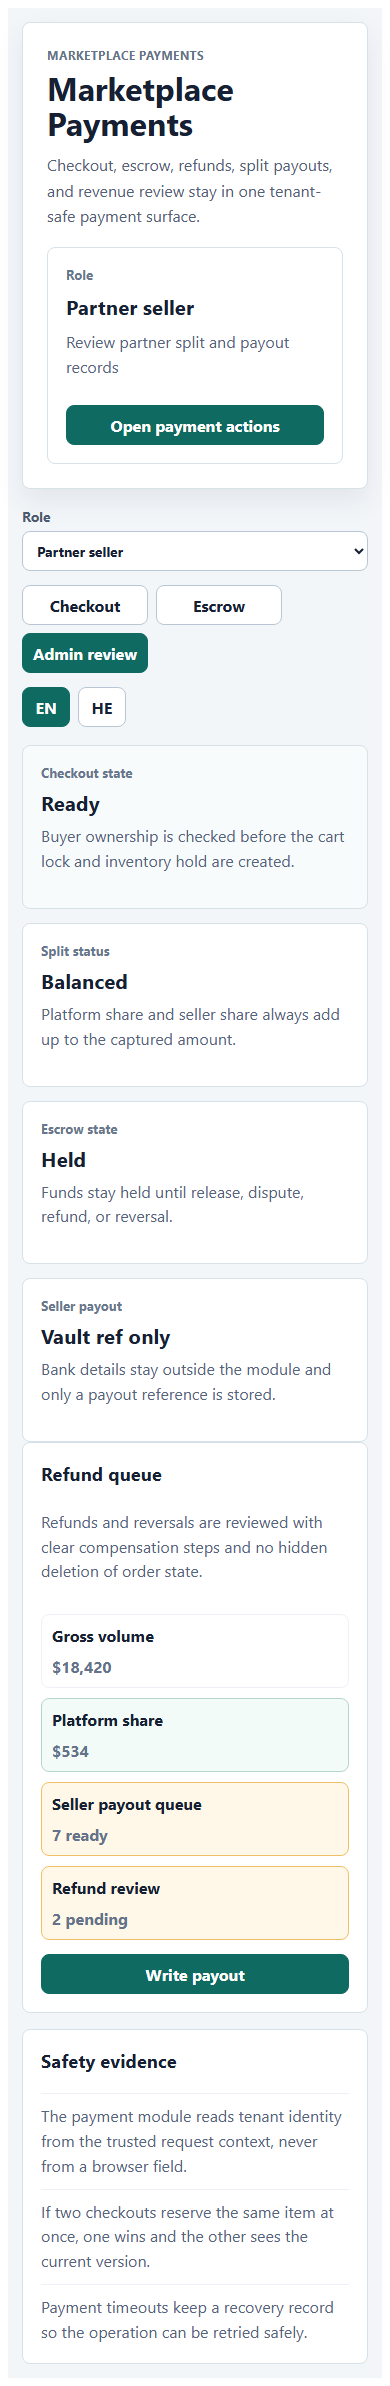 MARKETPLACE PAYMENTS
Marketplace
Payments
Checkout, escrow, refunds, split payouts,
and revenue review stay in one tenant-
safe payment surface.
Role
Partner seller
Review partner split and payout
records
Open payment actions
Role
Partner seller
Checkout
Escrow
Admin review
EN
HE
Checkout state
Ready
Buyer ownership is checked before the cart
lock and inventory hold are created.
Split status
Balanced
Platform share and seller share always add
up to the captured amount.
Escrow state
Held
Funds stay held until release, dispute,
refund, or reversal.
Seller payout
Vault ref only
Bank details stay outside the module and
only a payout reference is stored.
Refund queue
Refunds and reversals are reviewed with
clear compensation steps and no hidden
deletion of order state.
Gross volume
$18,420
Platform share
$534
Seller payout queue
7 ready
Refund review
2 pending
Write payout
Safety evidence
The payment module reads tenant identity
from the trusted request context, never
from a browser field.
If two checkouts reserve the same item at
once, one wins and the other sees the
current version.
Payment timeouts keep a recovery record
so the operation can be retried safely.